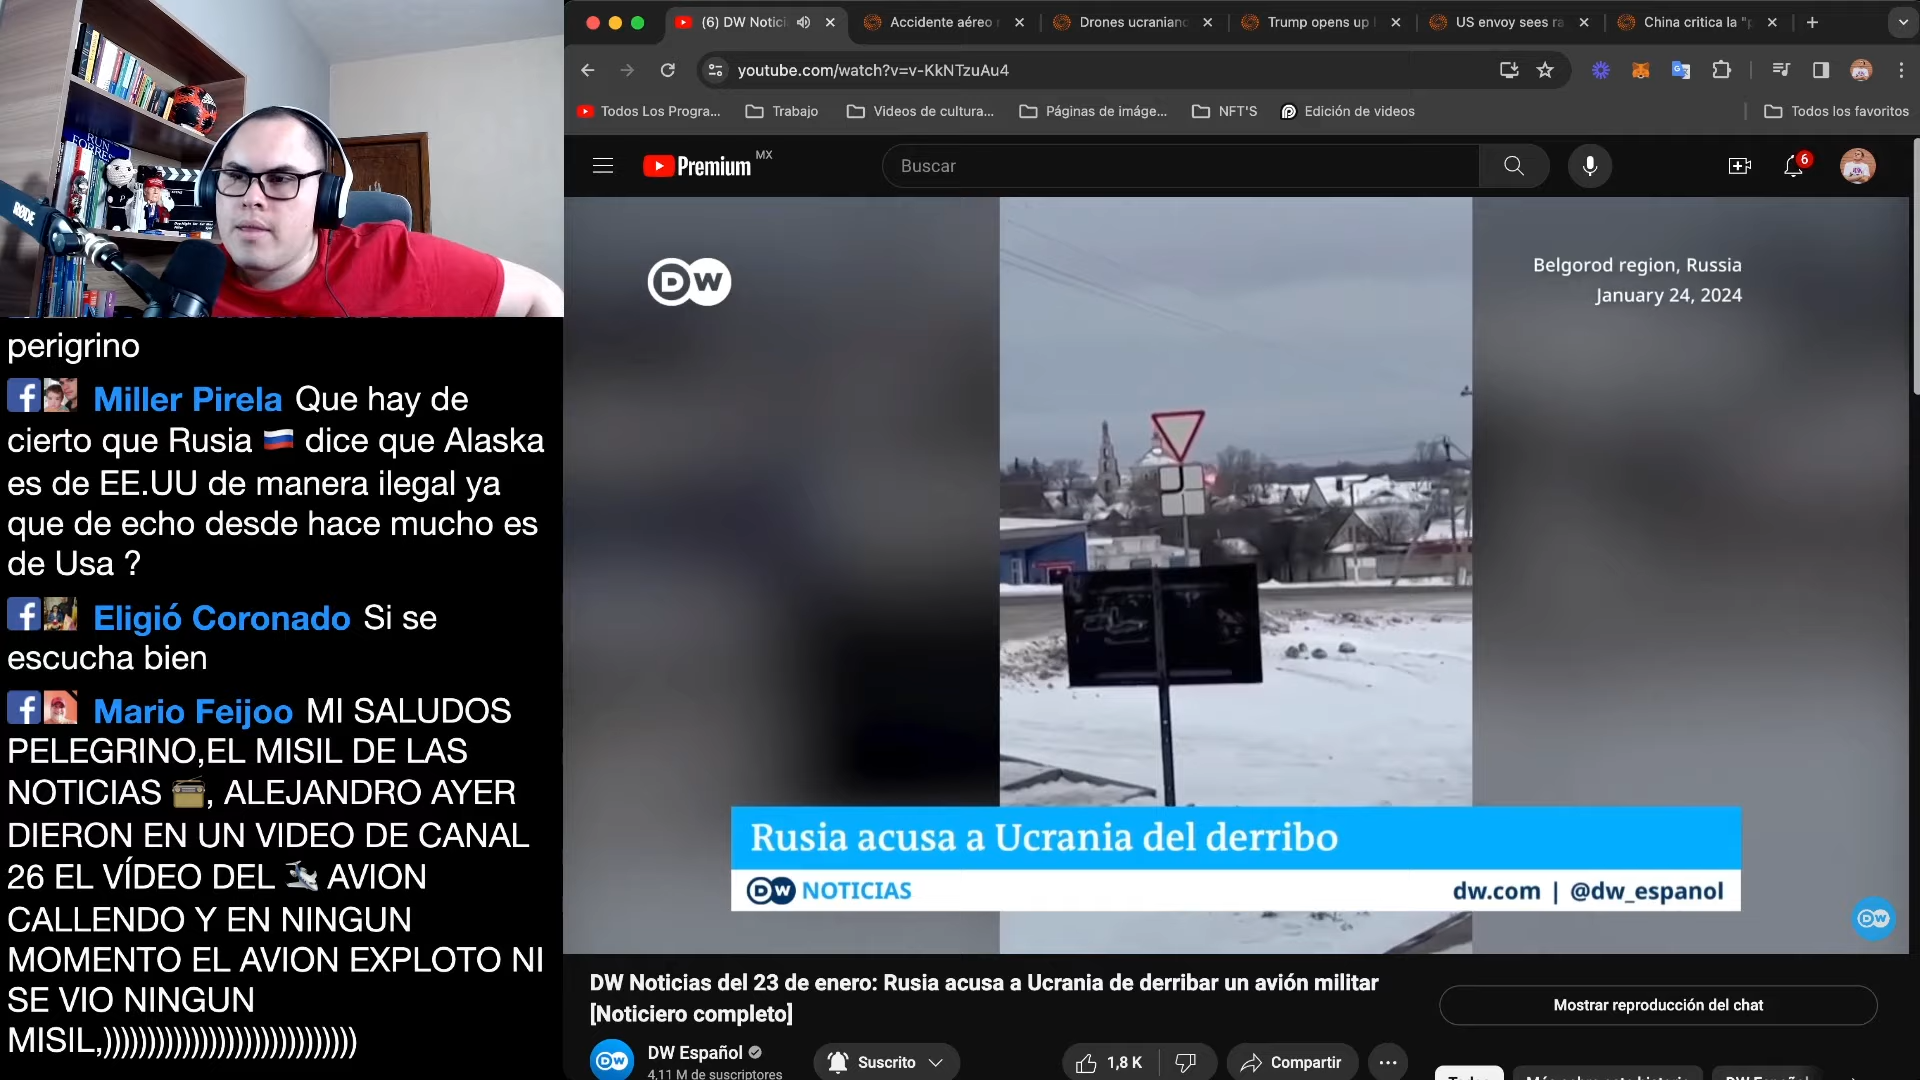 (6) DW Notici
Accidente aéreo
Drones ucranian
Trump opens up
US envoy sees ra
China critica la "p
youtube.com/watch?v=v-KkNTzuAu4
Todos Los Progra...
Trabajo
Videos de cultura...
Páginas de imáge...
NFT'S
Edición de videos
Todos los favoritos
Premium MX
Buscar
6
RUN
RØDE
perigrino
Miller Pirela Que hay de
cierto que Rusia 🇷🇺 dice que Alaska
es de EE.UU de manera ilegal ya
que de echo desde hace mucho es
de Usa ?
Eligió Coronado Si se
escucha bien
Mario Feijoo MI SALUDOS
PELEGRINO,EL MISIL DE LAS
NOTICIAS 📻, ALEJANDRO AYER
DIERON EN UN VIDEO DE CANAL
26 EL VÍDEO DEL 🛩 AVION
CALLENDO Y EN NINGUN
MOMENTO EL AVION EXPLOTO NI
SE VIO NINGUN
MISIL,))))))))))))))))))))))))))))))
DW
Belgorod region, Russia
January 24, 2024
Rusia acusa a Ucrania del derribo
DW NOTICIAS
dw.com | @dw_espanol
DW
DW Noticias del 23 de enero: Rusia acusa a Ucrania de derribar un avión militar
[Noticiero completo]
Mostrar reproducción del chat
DW
DW Español
4,11 M de suscriptores
Suscrito
1,8 K
Compartir